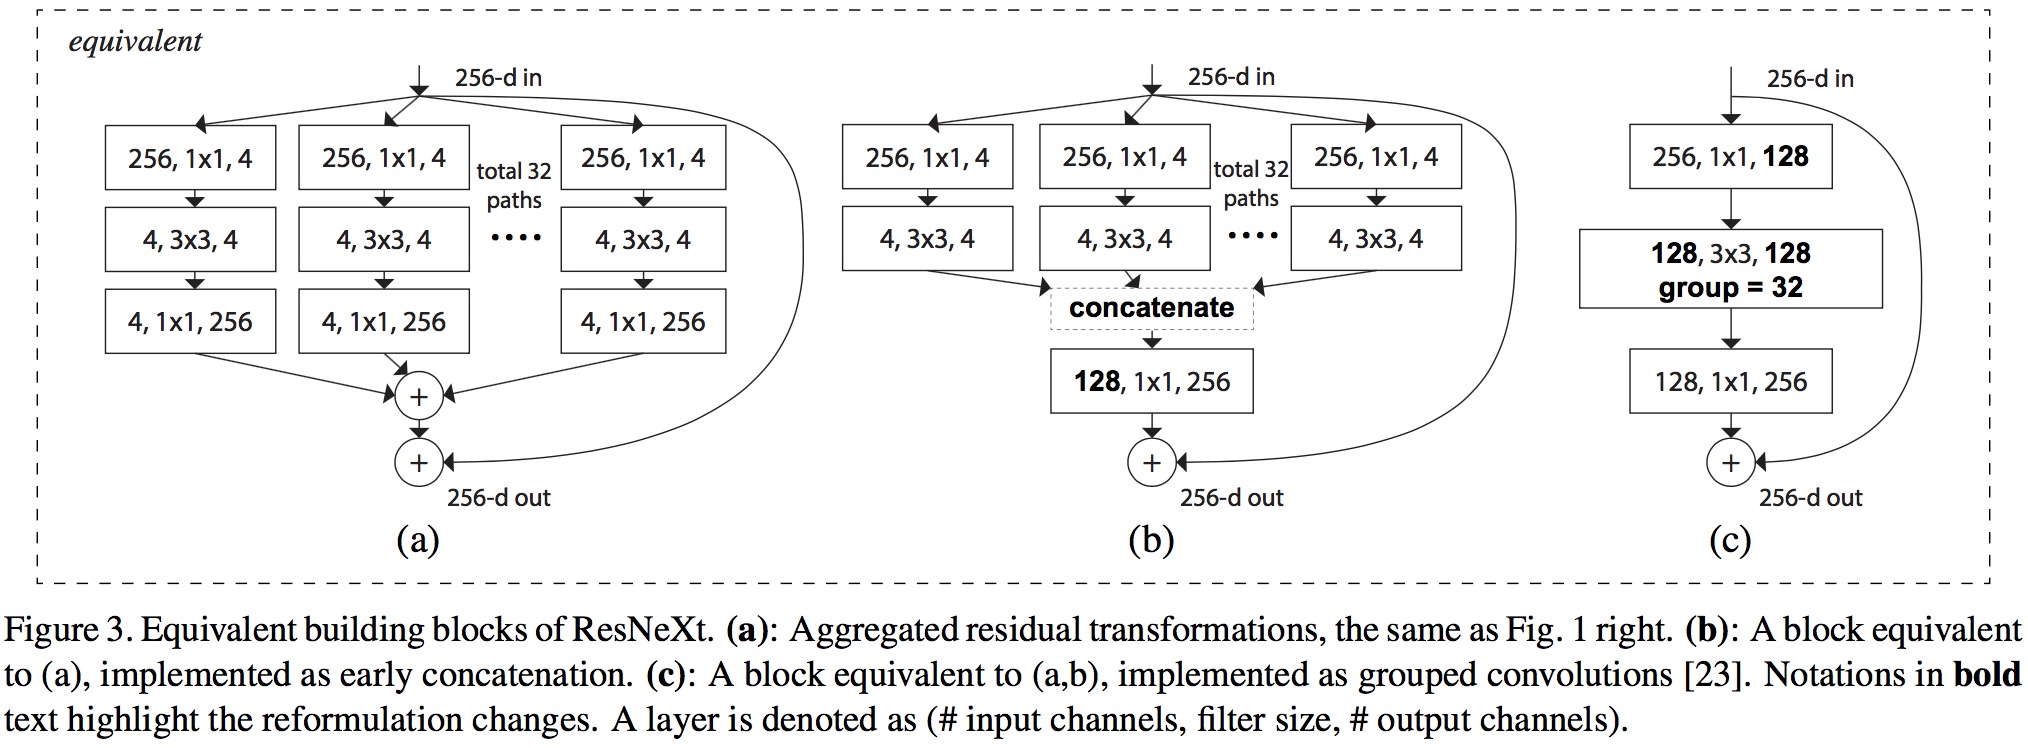 equivalent
256-d in
256, 1x1, 4
256, 1x1, 4
total 32
paths
256, 1x1, 4
4, 3x3, 4
4, 3x3, 4
....
4, 3x3, 4
4, 1x1, 256
4, 1x1, 256
4, 1x1, 256
+
+
256-d out
(a)
256-d in
256, 1x1, 4
256, 1x1, 4
total 32
paths
256, 1x1, 4
4, 3x3, 4
4, 3x3, 4
....
4, 3x3, 4
concatenate
128, 1x1, 256
+
256-d out
(b)
256-d in
256, 1x1, 128
128, 3x3, 128
group = 32
128, 1x1, 256
+
256-d out
(c)
Figure 3. Equivalent building blocks of ResNeXt. (a): Aggregated residual transformations, the same as Fig. 1 right. (b): A block equivalent
to (a), implemented as early concatenation. (c): A block equivalent to (a,b), implemented as grouped convolutions [23]. Notations in bold
text highlight the reformulation changes. A layer is denoted as (# input channels, filter size, # output channels).